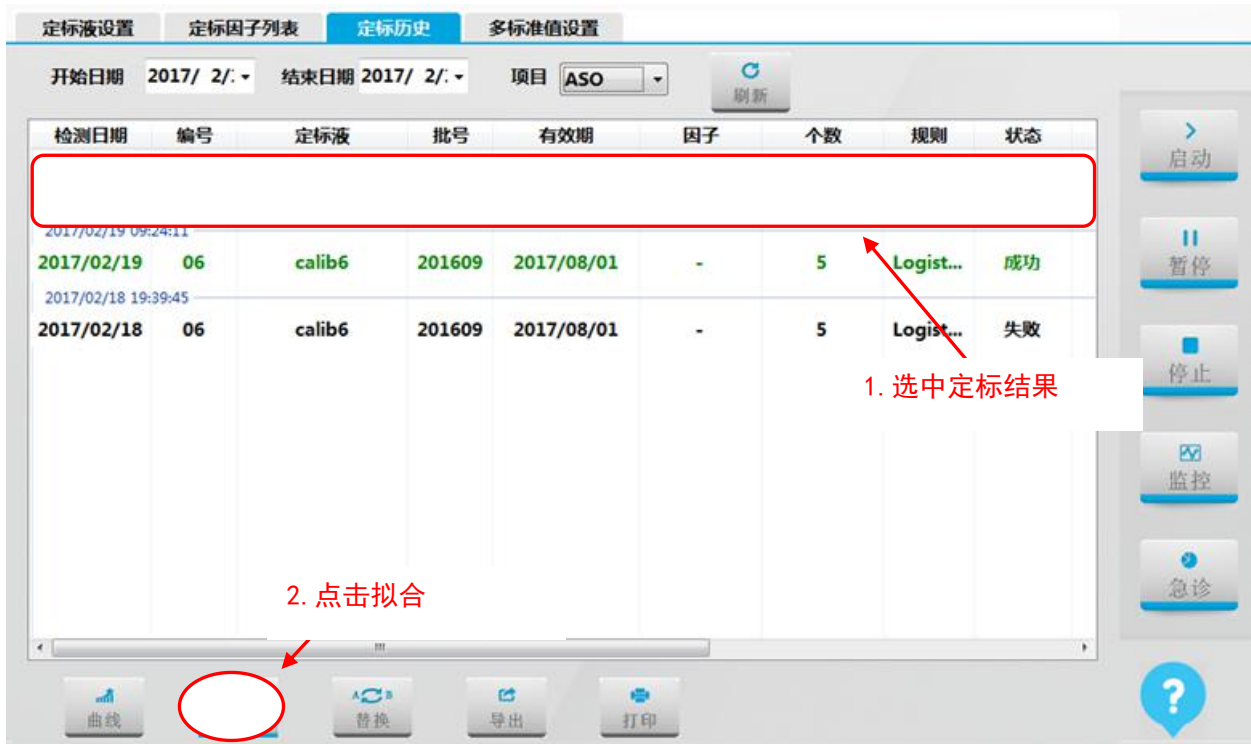 定标液设置 定标因子列表 定标历史 多标准值设置
开始日期 2017/ 2/ 结束日期 2017/ 2/ 项目 ASO 刷新
检测日期 编号 定标液 批号 有效期 因子 个数 规则 状态
启动
2017/02/19 09:24:11
2017/02/19 06 calib6 201609 2017/08/01 - 5 Logist... 成功
暂停
2017/02/18 19:39:45
2017/02/18 06 calib6 201609 2017/08/01 - 5 Logist... 失败
停止
1. 选中定标结果
监控
2. 点击拟合
急诊
曲线 A B 替换 导出 打印
?